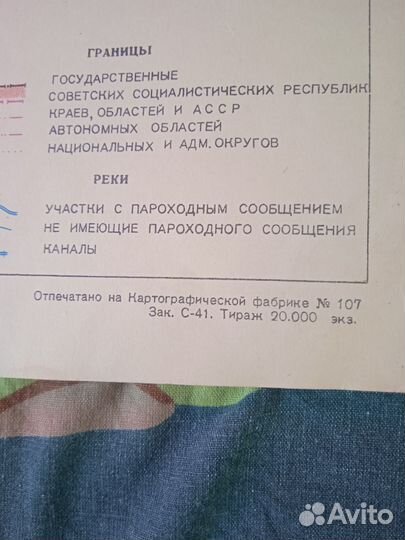 ГРАНИЦЫ
ГОСУДАРСТВЕННЫЕ
СОВЕТСКИХ СОЦИАЛИСТИЧЕСКИХ РЕСПУБЛИК
КРАЕВ, ОБЛАСТЕЙ И АССР
АВТОНОМНЫХ ОБЛАСТЕЙ
НАЦИОНАЛЬНЫХ И АДМ. ОКРУГОВ
РЕКИ
УЧАСТКИ С ПАРОХОДНЫМ СООБЩЕНИЕМ
НЕ ИМЕЮЩИЕ ПАРОХОДНОГО СООБЩЕНИЯ
КАНАЛЫ
Отпечатано на Картографической фабрике № 107
Зак. С-41. Тираж 20.000 экз.
Avito